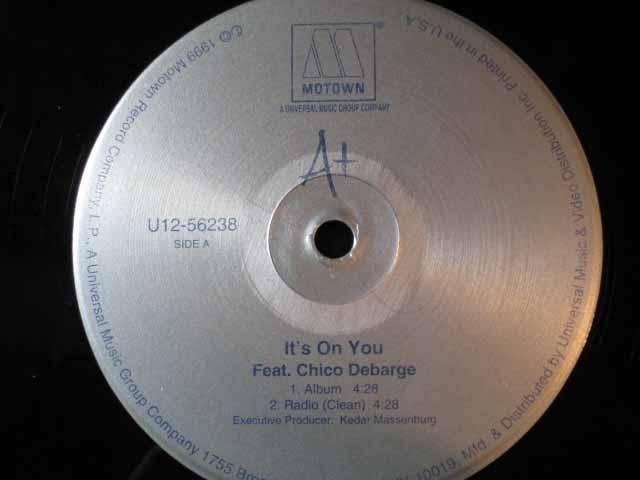 MOTOWN
®
A UNIVERSAL MUSIC GROUP COMPANY
A+
U12-56238
SIDE A
It's On You
Feat. Chico Debarge
1. Album 4:28
2. Radio (Clean) 4:28
Executive Producer: Kedar Massenburg
℗© 1999 Motown Record Company, L.P., A Universal Music Group Company 1755 10019. Mfd. & Distributed by Universal Music & Video Distribution Inc. Printed in the U.S.A.